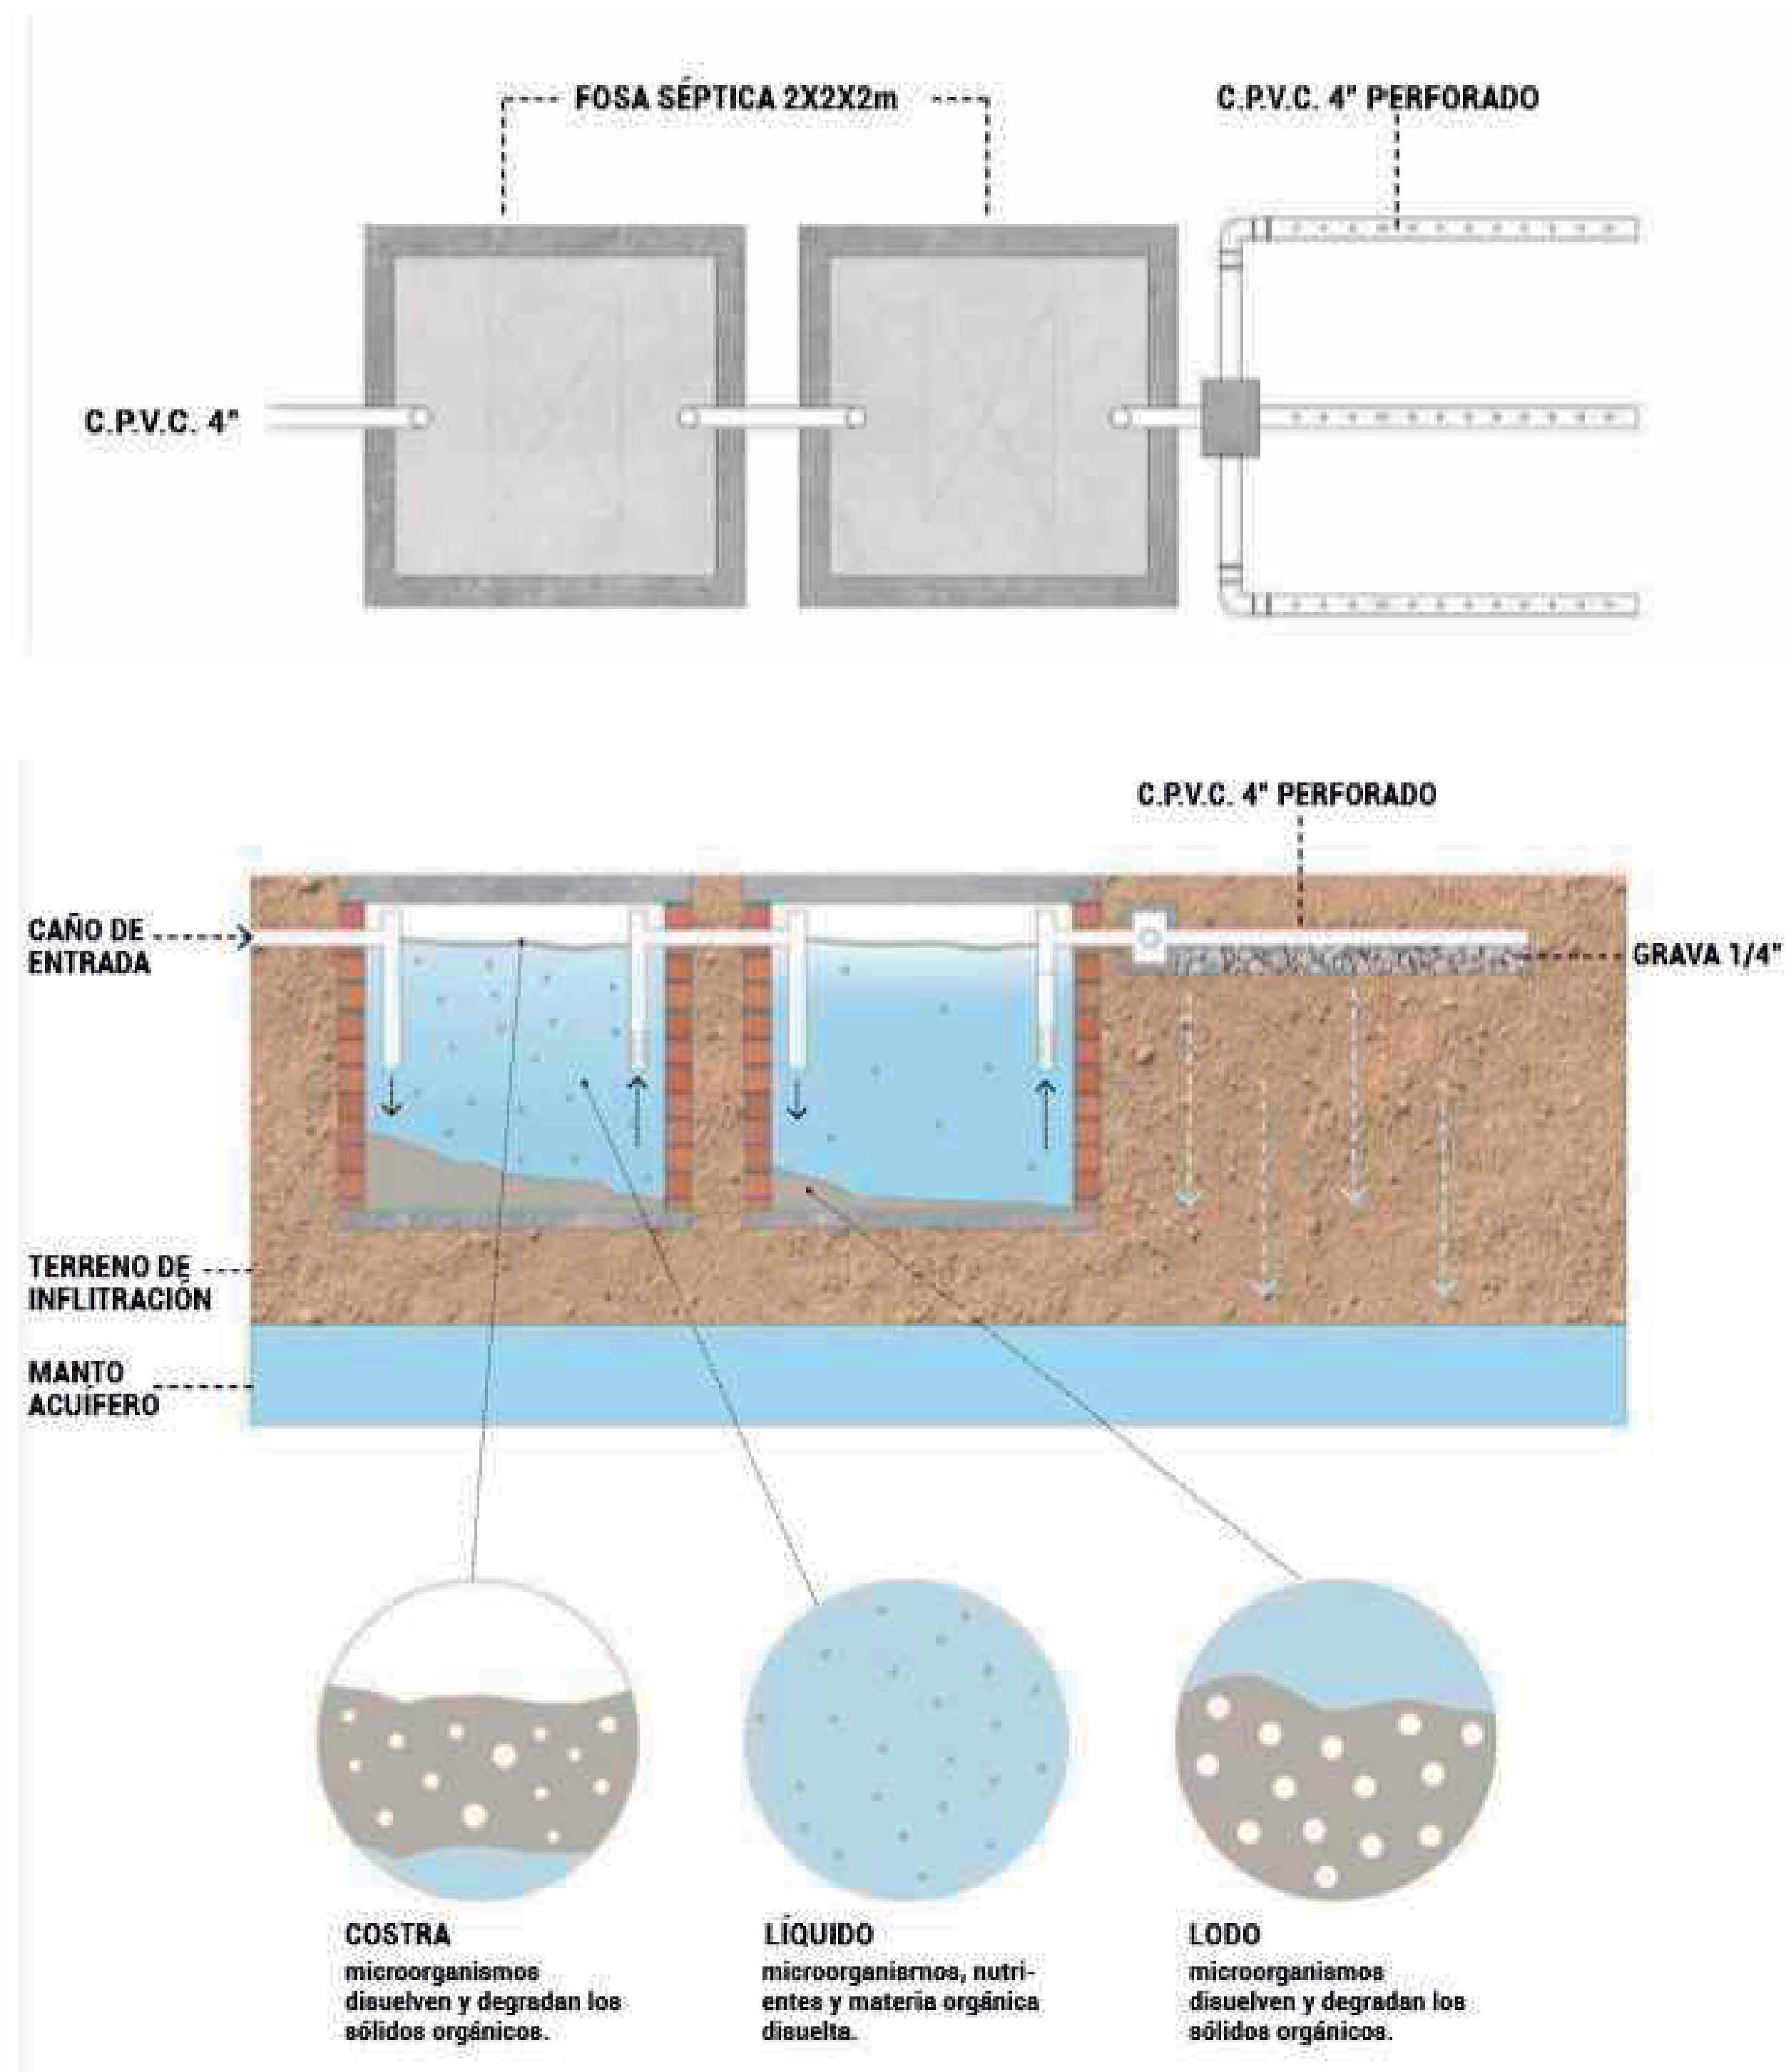 FOSA SÉPTICA 2X2X2m
C.P.V.C. 4" PERFORADO
C.P.V.C. 4"
C.P.V.C. 4" PERFORADO
CAÑO DE
ENTRADA
GRAVA 1/4"
TERRENO DE
INFLITRACIÓN
MANTO
ACUÍFERO
COSTRA
microorganismos
disuelven y degradan los
sólidos orgánicos.
LÍQUIDO
microorganismos, nutri-
entes y materia orgánica
disuelta.
LODO
microorganismos
disuelven y degradan los
sólidos orgánicos.